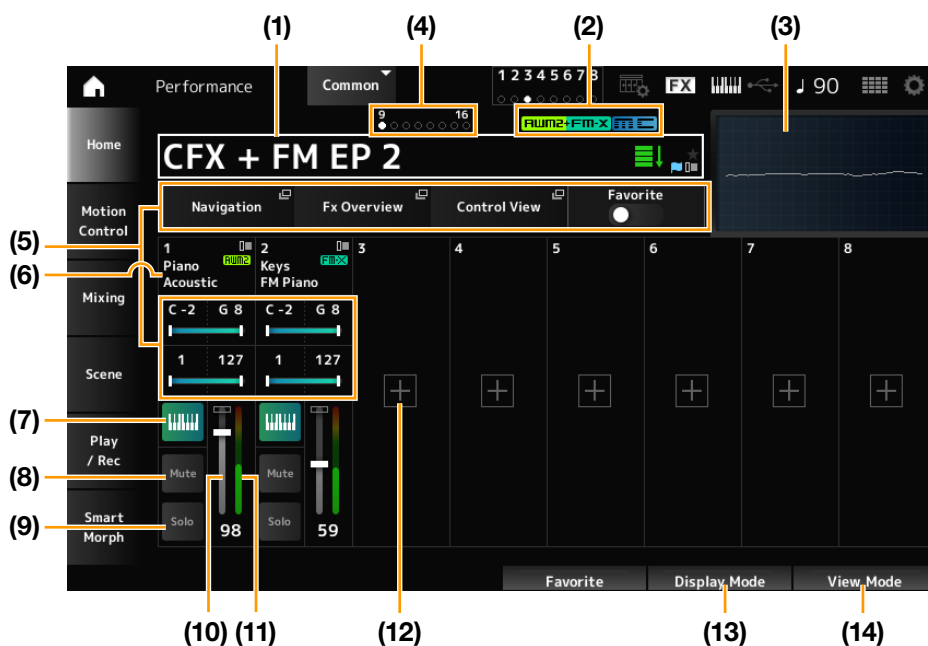 (1) (4) (2) (3)
Performance Common 1 2 3 4 5 6 7 8 FX ♩ 90
9 16 AWM2+FM-X MC
Home
CFX + FM EP 2
Navigation Fx Overview Control View Favorite
Motion
Control
(5)
1 2 3 4 5 6 7 8
Piano AWM2 Keys FM-X
Acoustic FM Piano
(6)
Mixing
C -2 G 8 C -2 G 8
1 127 1 127
Scene
(7)
Play
/ Rec
(8)
Mute Mute
(9)
Smart
Morph
Solo 98 Solo 59
Favorite Display Mode View Mode
(10) (11) (12) (13) (14)